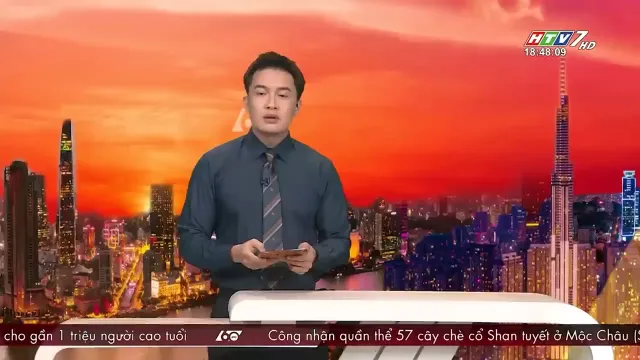 HTV7 HD
18:48:09
cho gần 1 triệu người cao tuổi 60 Công nhận quần thể 57 cây chè cổ Shan tuyết ở Mộc Châu (S